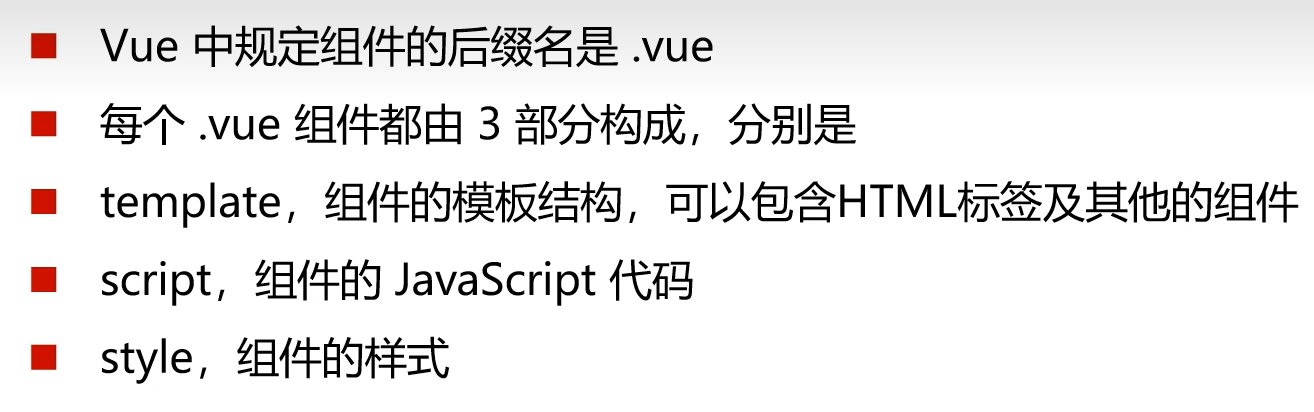 Vue 中规定组件的后缀名是 .vue
每个 .vue 组件都由 3 部分构成，分别是
template，组件的模板结构，可以包含HTML标签及其他的组件
script，组件的 JavaScript 代码
style，组件的样式